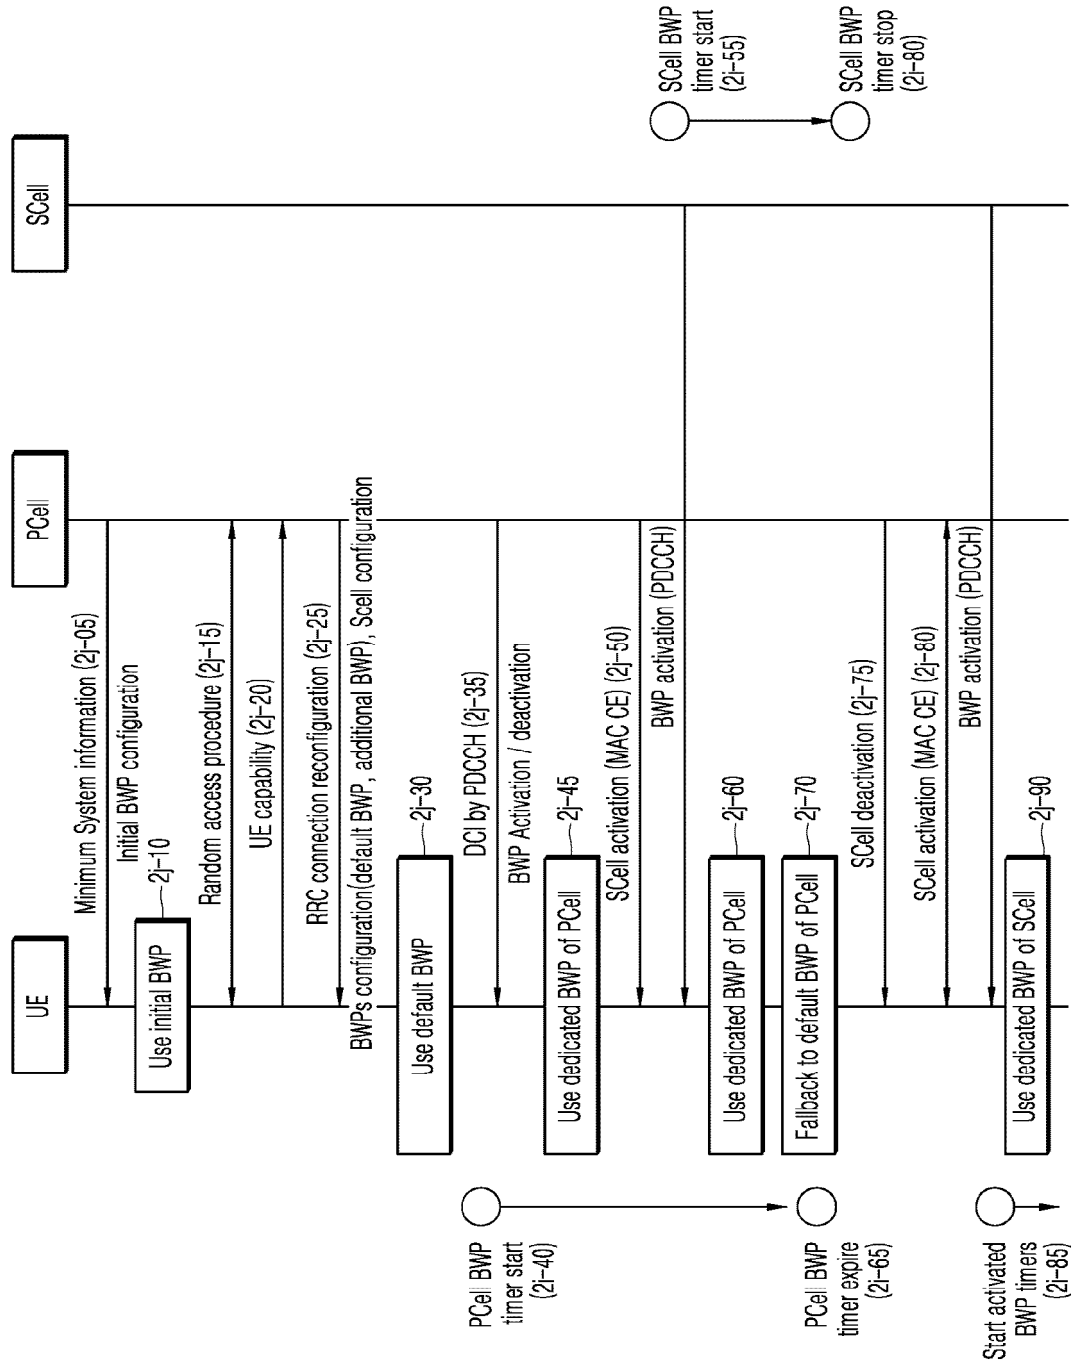 UE
PCell
SCell
Minimum System information (2j-05)
Initial BWP configuration
Use initial BWP
2j-10
Random access procedure (2j-15)
UE capability (2j-20)
RRC connection reconfiguration (2j-25)
BWPs configuration(default BWP, additional BWP), Scell configuration
Use default BWP
2j-30
PCell BWP
timer start
(2i-40)
DCI by PDCCH (2j-35)
BWP Activation / deactivation
Use dedicated BWP of PCell
2j-45
SCell activation (MAC CE) (2j-50)
BWP activation (PDCCH)
SCell BWP
timer start
(2i-55)
Use dedicated BWP of PCell
2j-60
PCell BWP
timer expire
(2i-65)
Fallback to default BWP of PCell
2j-70
SCell deactivation (2j-75)
SCell BWP
timer stop
(2i-80)
SCell activation (MAC CE) (2j-80)
BWP activation (PDCCH)
Start activated
BWP timers
(2i-85)
Use dedicated BWP of SCell
2j-90